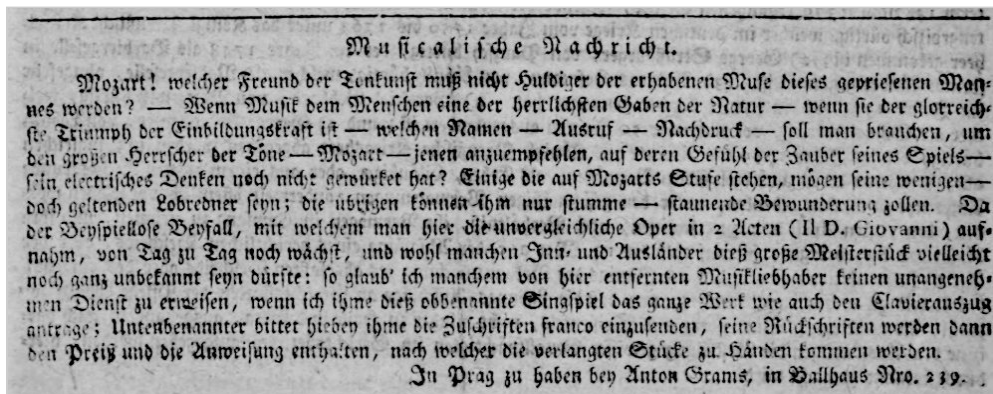 Musicalische Nachricht.
Mozart! welcher Freund der Tonkunst muß nicht Huldiger der erhabenen Muse dieses gepriesenen Man-
nes werden? — Wenn Musik dem Menschen eine der herrlichsten Gaben der Natur — wenn sie der glorreich-
ste Triumph der Einbildungskraft ist — welchen Namen — Ausruf — Nachdruck — soll man brauchen, um
den großen Herrscher der Töne — Mozart — jenen anzuempfehlen, auf deren Gefühl der Zauber seines Spiels —
sein electrisches Denken noch nicht gewürket hat? Einige die auf Mozarts Stufe stehen, mögen seine wenigen —
doch geltenden Lobredner seyn; die übrigen können ihm nur stumme — staunende Bewunderung zollen. Da
der Beyspiellose Beyfall, mit welchem man hier die unvergleichliche Oper in 2 Acten (Il D. Giovanni) auf-
nahm, von Tag zu Tag noch wächst, und wohl manchen Inn- und Ausländer dieß große Meisterstück vielleicht
noch ganz unbekannt seyn dürfte: so glaub' ich manchem von hier entfernten Musikliebhaber keinen unangeneh-
men Dienst zu erweisen, wenn ich ihme dieß obbenannte Singspiel das ganze Werk wie auch den Clavierauszug
antrage; Untenbenannter bittet hiebey ihme die Zuschriften franco einzusenden, seine Rückschriften werden dann
den Preiß und die Anweisung enthalten, nach welcher die verlangten Stücke zu Händen kommen werden.
In Prag zu haben bey Anton Grams, in Ballhaus Nro. 239.